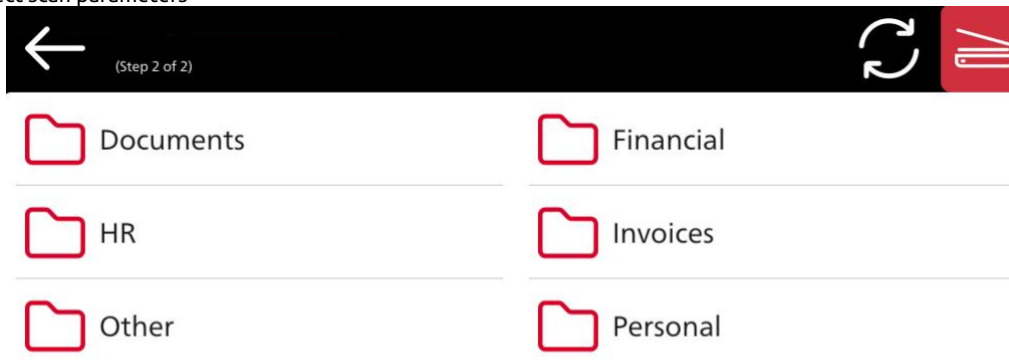 (Step 2 of 2)
Documents
Financial
HR
Invoices
Other
Personal